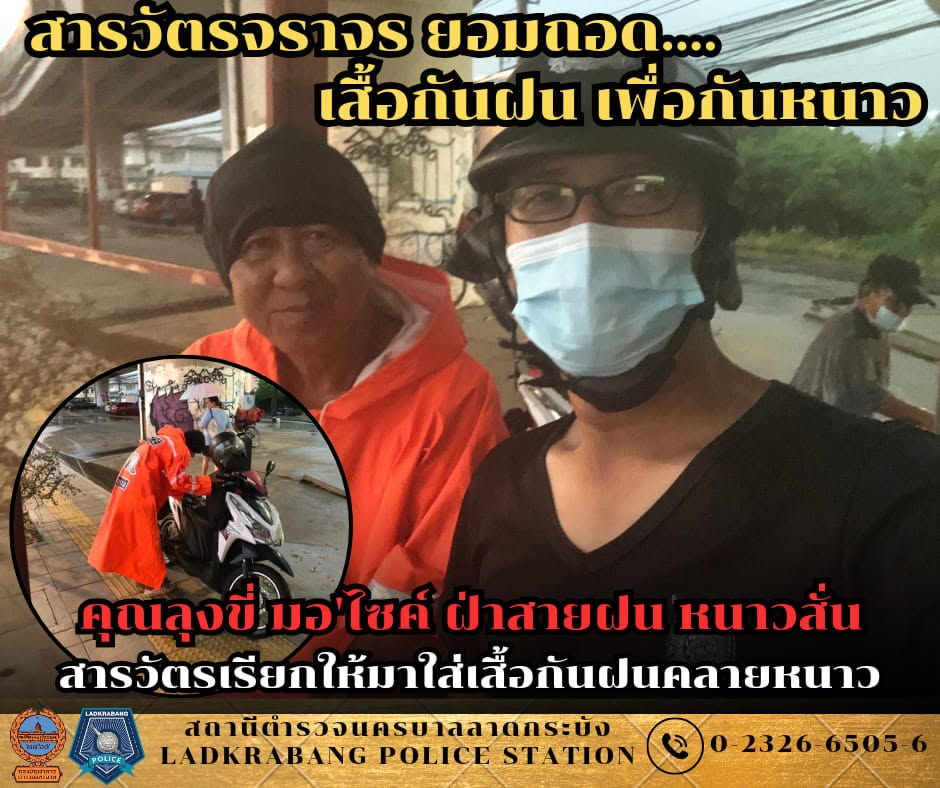 สารวัตรจราจร ยอมถอด....
เสื้อกันฝน เพื่อกันหนาว
คุณลุงขี่ มอ'ไซค์ ฝ่าสายฝน หนาวสั่น
สารวัตรเรียกให้มาใส่เสื้อกันฝนคลายหนาว
สถานีตำรวจนครบาลลาดกระบัง
LADKRABANG POLICE STATION
0 2326-6505-6
LADKRABANG
POLICE